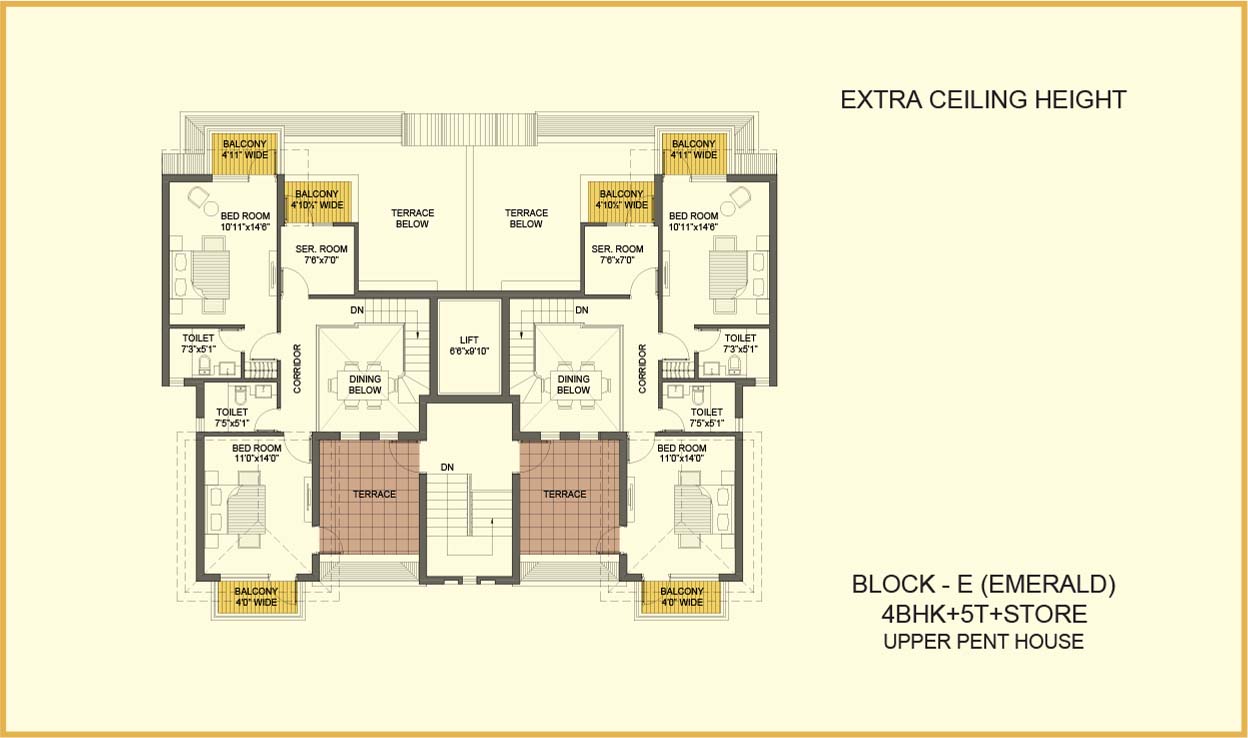 EXTRA CEILING HEIGHT
BALCONY
4'11" WIDE
BALCONY
4'11" WIDE
BALCONY
4'10½" WIDE
BALCONY
4'10½" WIDE
BED ROOM
10'11"x14'6"
TERRACE
BELOW
TERRACE
BELOW
BED ROOM
10'11"x14'6"
SER. ROOM
7'6"x7'0"
SER. ROOM
7'6"x7'0"
DN
DN
TOILET
7'3"x5'1"
LIFT
6'6"x9'10"
TOILET
7'3"x5'1"
CORRIDOR
CORRIDOR
DINING
BELOW
DINING
BELOW
TOILET
7'5"x5'1"
TOILET
7'5"x5'1"
BED ROOM
11'0"x14'0"
BED ROOM
11'0"x14'0"
DN
TERRACE
TERRACE
BALCONY
4'0" WIDE
BALCONY
4'0" WIDE
BLOCK - E (EMERALD)
4BHK+5T+STORE
UPPER PENT HOUSE